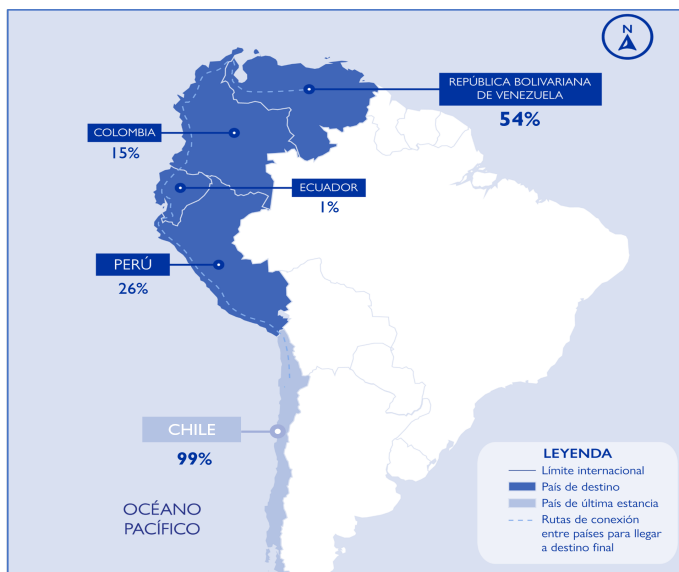 N
REPÚBLICA BOLIVARIANA
DE VENEZUELA
54%
COLOMBIA
15%
ECUADOR
1%
PERÚ
26%
CHILE
99%
OCÉANO
PACÍFICO
LEYENDA
Límite internacional
País de destino
País de última estancia
Rutas de conexión
entre países para llegar
a destino final